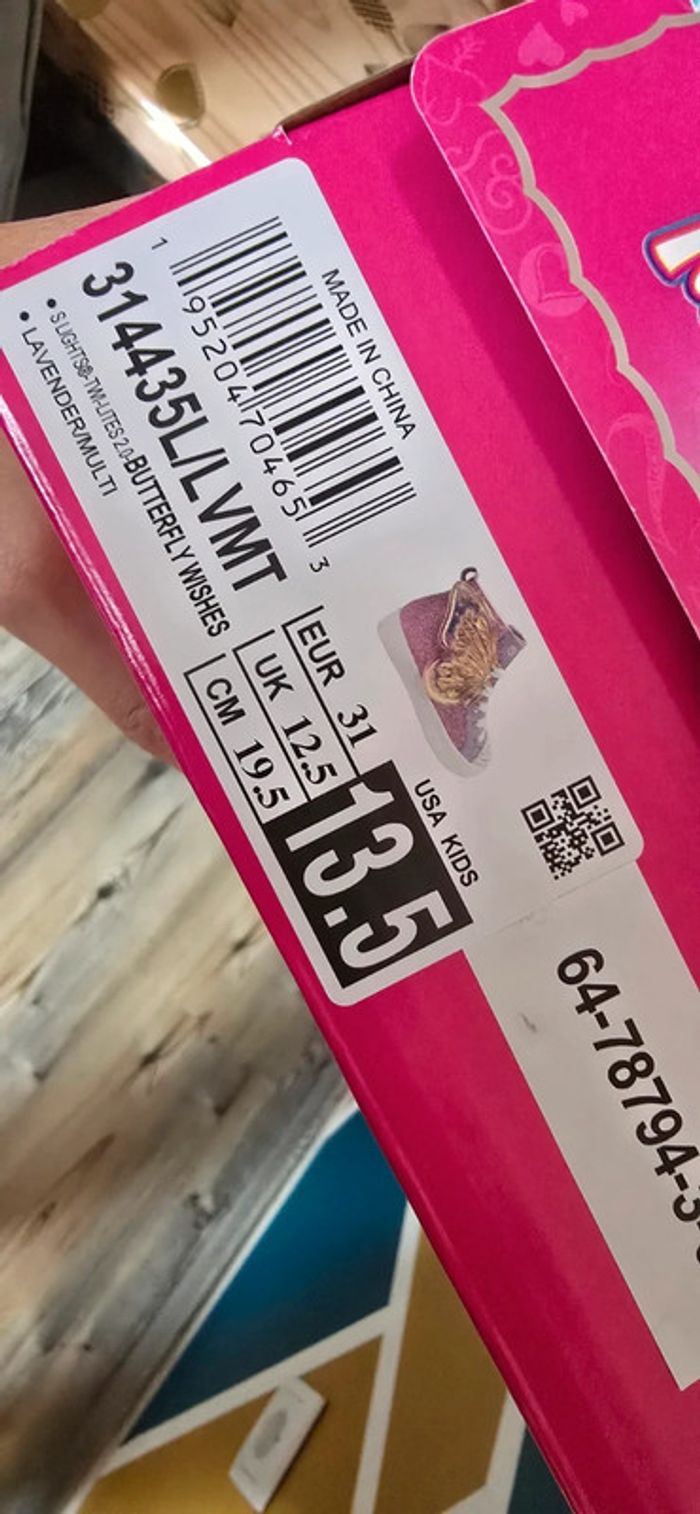 MADE IN CHINA
1 95204 70465 3
314435L/LVMT
• S LIGHTS®-TWI-LITES 2.0-BUTTERFLY WISHES
• LAVENDER/MULTI
EUR 31
UK 12.5
CM 19.5
USA KIDS
13.5
64-78794-3